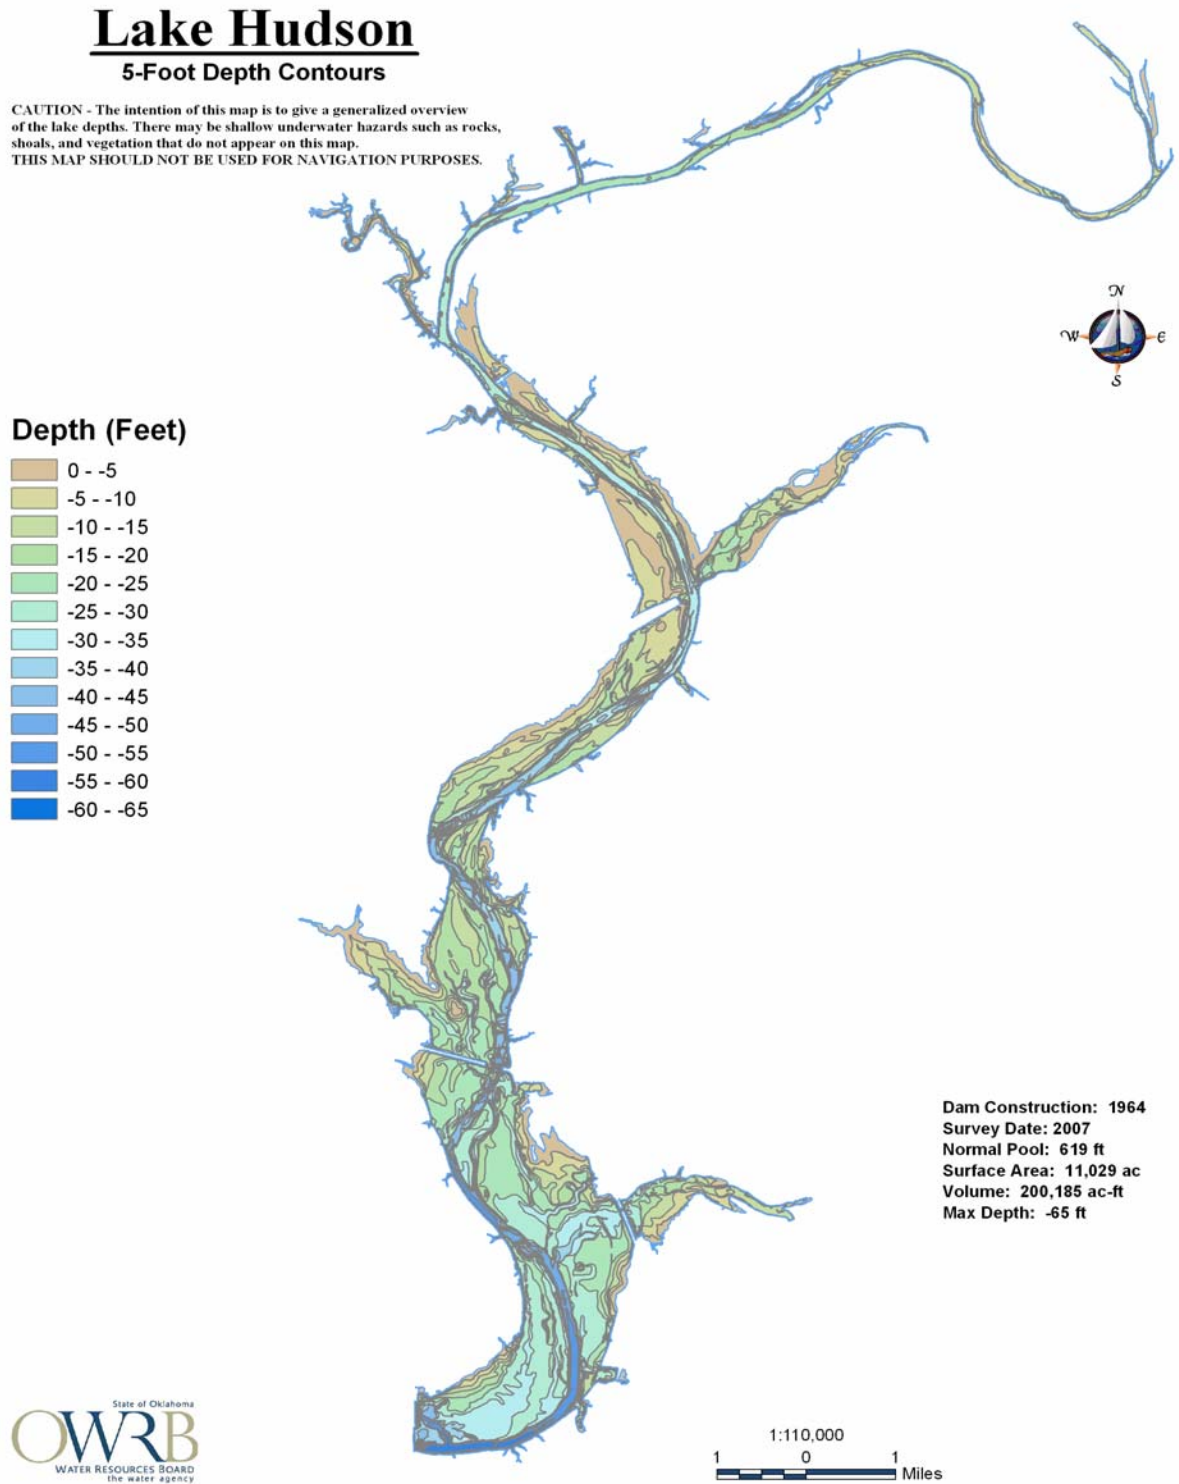 Lake Hudson
5-Foot Depth Contours
CAUTION - The intention of this map is to give a generalized overview
of the lake depths. There may be shallow underwater hazards such as rocks,
shoals, and vegetation that do not appear on this map.
THIS MAP SHOULD NOT BE USED FOR NAVIGATION PURPOSES.
N
W
E
S
Depth (Feet)
0 - -5
-5 - -10
-10 - -15
-15 - -20
-20 - -25
-25 - -30
-30 - -35
-35 - -40
-40 - -45
-45 - -50
-50 - -55
-55 - -60
-60 - -65
Dam Construction: 1964
Survey Date: 2007
Normal Pool: 619 ft
Surface Area: 11,029 ac
Volume: 200,185 ac-ft
Max Depth: -65 ft
State of Oklahoma
OWRB
WATER RESOURCES BOARD
the water agency
1:110,000
1 0 1
Miles